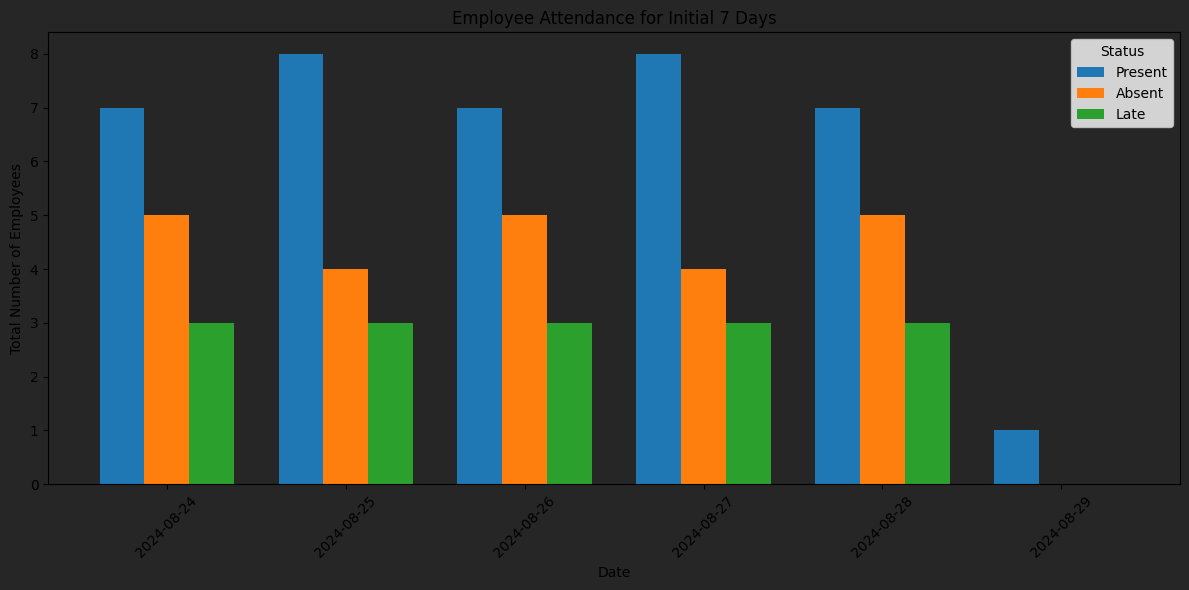 Employee Attendance for Initial 7 Days
Status
Present
Absent
Late
Total Number of Employees
8
7
6
5
4
3
2
1
0
2024-08-24
2024-08-25
2024-08-26
2024-08-27
2024-08-28
2024-08-29
Date